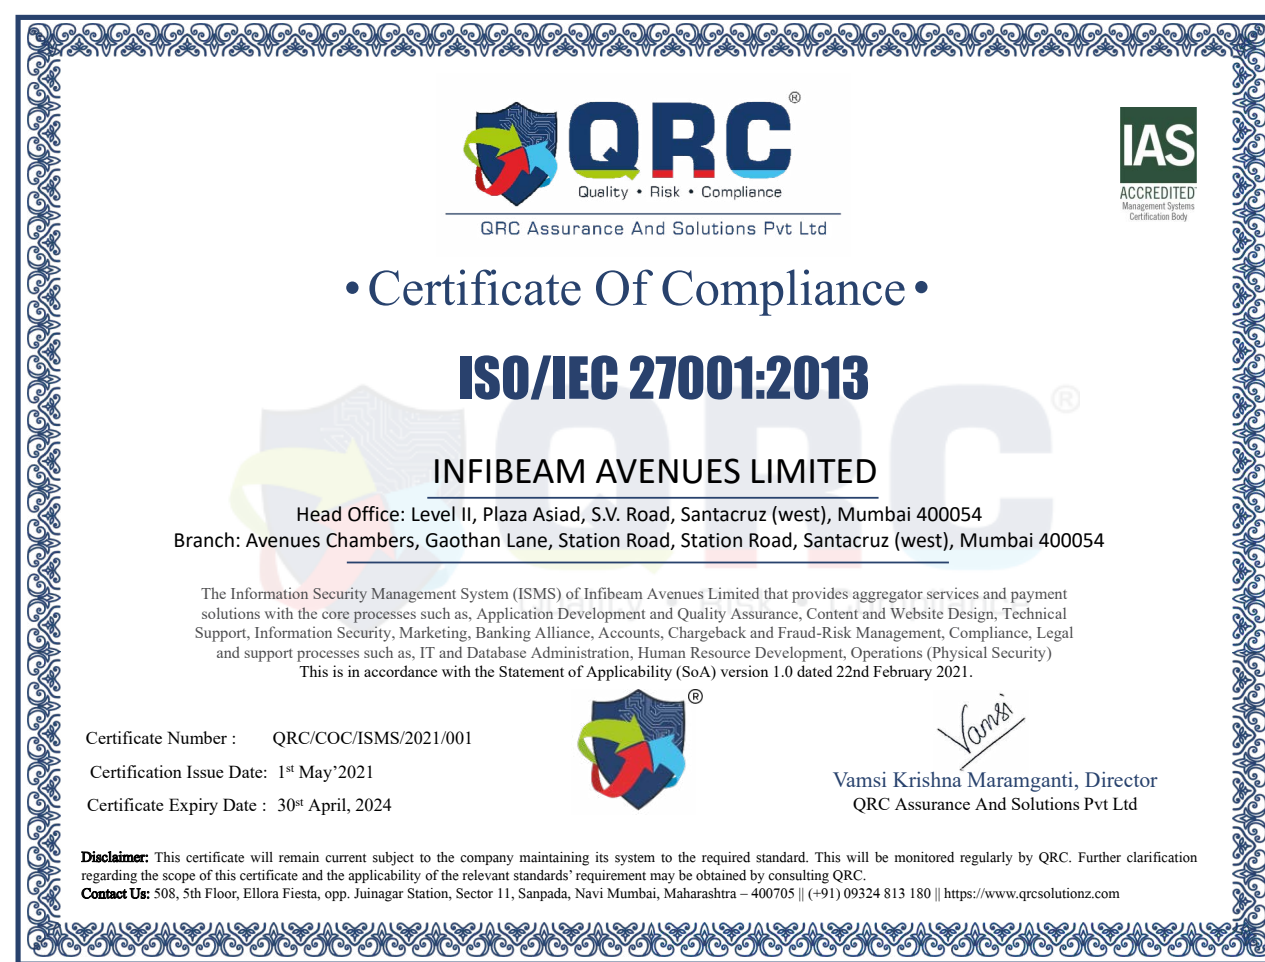 QRC®
Quality • Risk • Compliance
QRC Assurance And Solutions Pvt Ltd
IAS
ACCREDITED
Management Systems
Certification Body
• Certificate Of Compliance •
ISO/IEC 27001:2013
QRC®
Quality • Risk • Compliance
INFIBEAM AVENUES LIMITED
Head Office: Level II, Plaza Asiad, S.V. Road, Santacruz (west), Mumbai 400054
Branch: Avenues Chambers, Gaothan Lane, Station Road, Station Road, Santacruz (west), Mumbai 400054
The Information Security Management System (ISMS) of Infibeam Avenues Limited that provides aggregator services and payment
solutions with the core processes such as, Application Development and Quality Assurance, Content and Website Design, Technical
Support, Information Security, Marketing, Banking Alliance, Accounts, Chargeback and Fraud-Risk Management, Compliance, Legal
and support processes such as, IT and Database Administration, Human Resource Development, Operations (Physical Security)
This is in accordance with the Statement of Applicability (SoA) version 1.0 dated 22nd February 2021.
®
Certificate Number : QRC/COC/ISMS/2021/001
Certification Issue Date: 1st May'2021
Certificate Expiry Date : 30st April, 2024
Vamsi
Vamsi Krishna Maramganti, Director
QRC Assurance And Solutions Pvt Ltd
Disclaimer: This certificate will remain current subject to the company maintaining its system to the required standard. This will be monitored regularly by QRC. Further clarification
regarding the scope of this certificate and the applicability of the relevant standards' requirement may be obtained by consulting QRC.
Contact Us: 508, 5th Floor, Ellora Fiesta, opp. Juinagar Station, Sector 11, Sanpada, Navi Mumbai, Maharashtra – 400705 || (+91) 09324 813 180 || https://www.qrcsolutionz.com